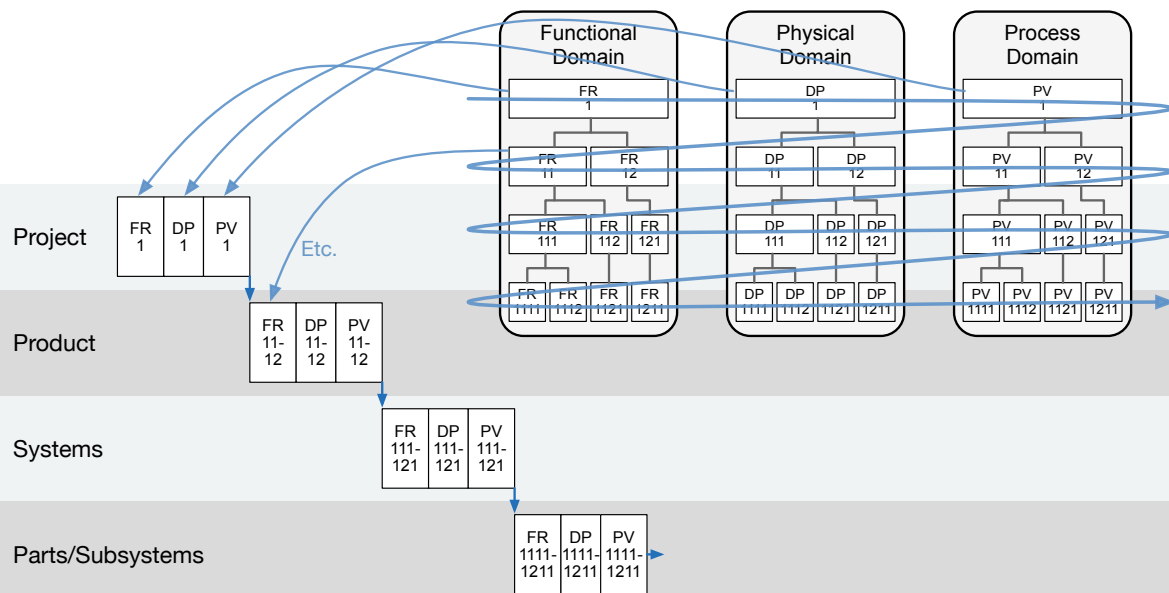 Functional
Domain
Physical
Domain
Process
Domain
FR
1
DP
1
PV
1
FR
11
FR
12
DP
11
DP
12
PV
11
PV
12
FR
111
FR
112
FR
121
DP
111
DP
112
DP
121
PV
111
PV
112
PV
121
FR
1111
FR
1112
FR
1121
FR
1211
DP
1111
DP
1112
DP
1121
DP
1211
PV
1111
PV
1112
PV
1121
PV
1211
Etc.
Project
FR
1
DP
1
PV
1
Product
FR
11-
12
DP
11-
12
PV
11-
12
Systems
FR
111-
121
DP
111-
121
PV
111-
121
Parts/Subsystems
FR
1111-
1211
DP
1111-
1211
PV
1111-
1211